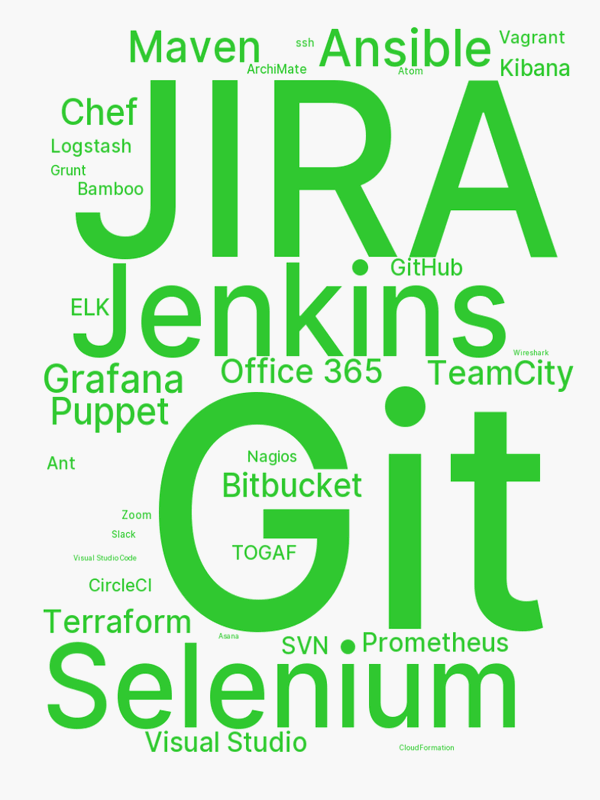 Maven
ssh
Ansible
Vagrant
ArchiMate
Atom
Kibana
JIRA
Chef
Logstash
Grunt
Bamboo
Jenkins
GitHub
ELK
Wireshark
Grafana
Office 365
TeamCity
Puppet
Git
Nagios
Ant
Bitbucket
Zoom
Slack
TOGAF
Visual Studio Code
CircleCI
Terraform
Asana
SVN
Prometheus
Selenium
Visual Studio
CloudFormation